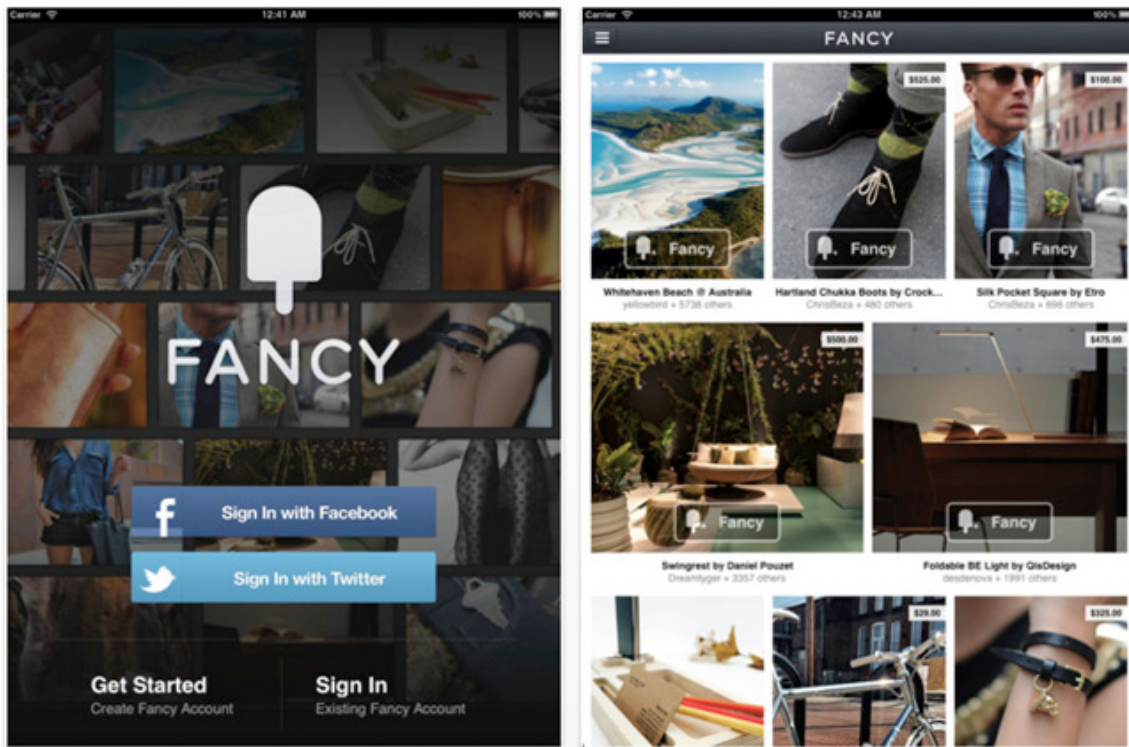 Carrier
12:41 AM
100%
FANCY
Sign In with Facebook
Sign In with Twitter
Get Started
Create Fancy Account
Sign In
Existing Fancy Account
Carrier
12:43 AM
100%
FANCY
$525.00
$100.00
Fancy
Fancy
Fancy
Whitehaven Beach @ Australia
yellowbird + 5738 others
Hartland Chukka Boots by Crock...
ChrisBeza + 480 others
Silk Pocket Square by Etro
ChrisBeza + 696 others
$500.00
$475.00
Fancy
Fancy
Swingrest by Daniel Pouzet
Dreamtyger + 3357 others
Foldable BE Light by QisDesign
desdenova + 1991 others
$29.00
$325.00